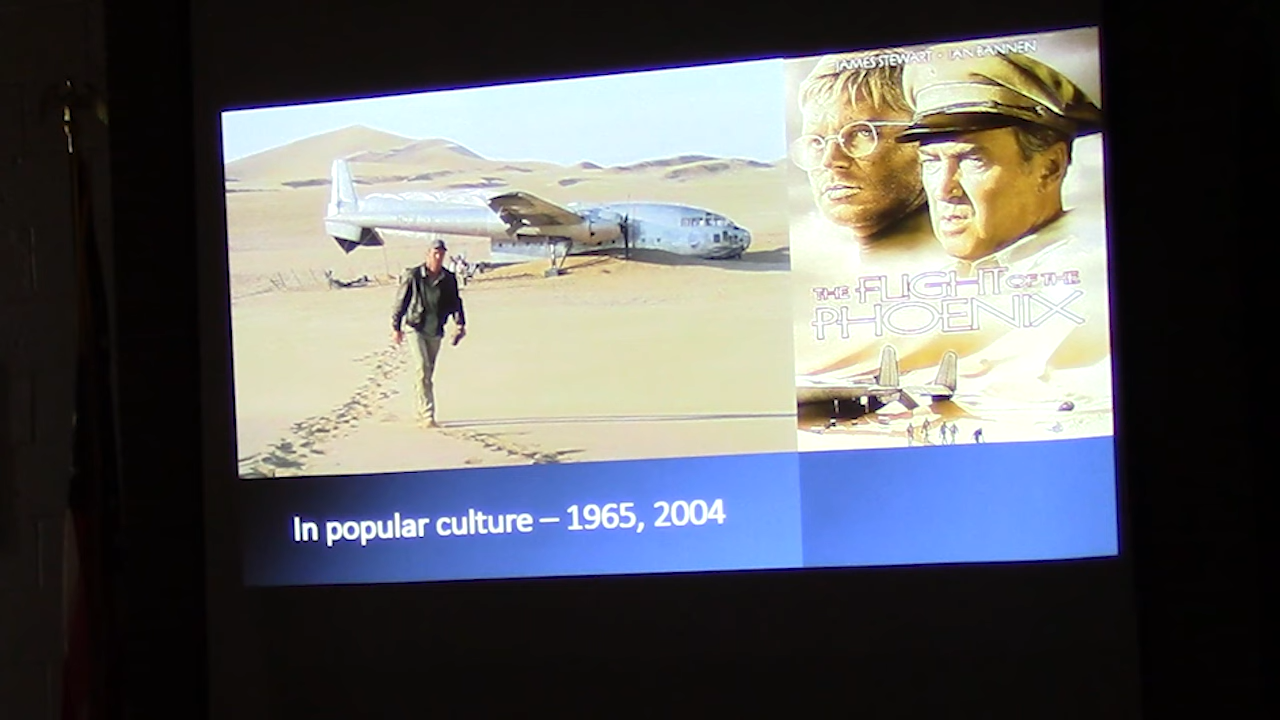 JAMES STEWART • IAN BANNEN
THE FLIGHT OF THE
PHOENIX
In popular culture – 1965, 2004